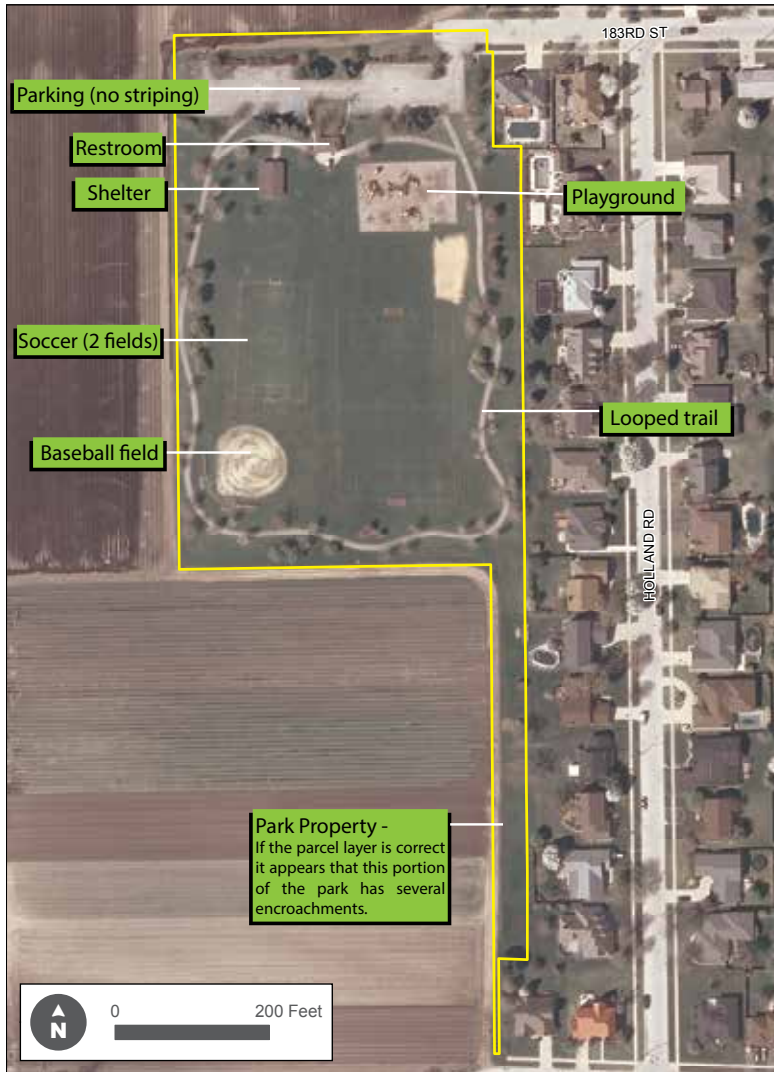 183RD ST
Parking (no striping)
Restroom
Shelter
Playground
Soccer (2 fields)
Looped trail
Baseball field
HOLLAND RD
Park Property -
If the parcel layer is correct
it appears that this portion
of the park has several
encroachments.
N
0
200 Feet